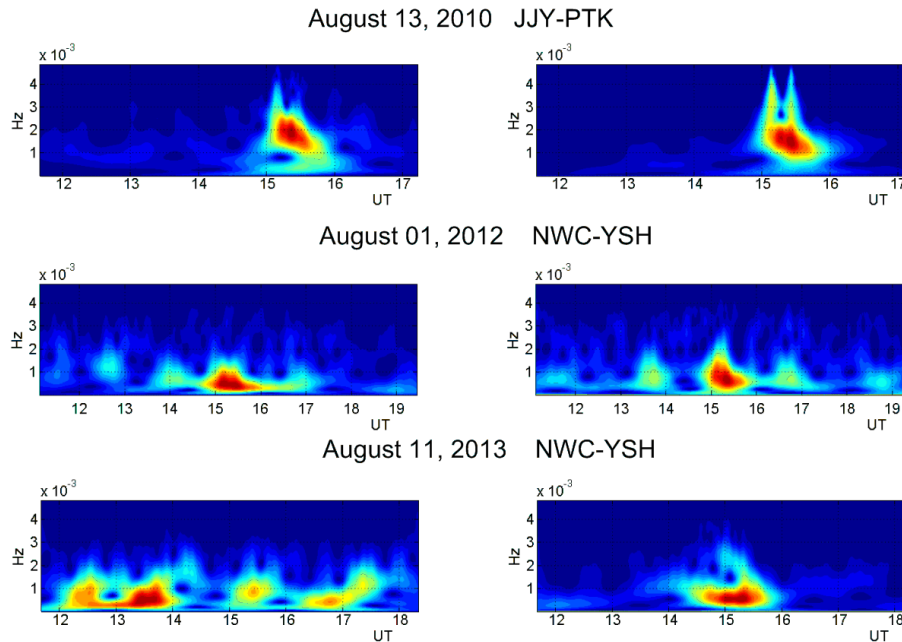 August 13, 2010 JJY-PTK
x 10⁻³ x 10⁻³
Hz 4 3 2 1 Hz 4 3 2 1
12 13 14 15 16 17 12 13 14 15 16 17
UT UT
August 01, 2012 NWC-YSH
x 10⁻³ x 10⁻³
Hz 4 3 2 1 Hz 4 3 2 1
12 13 14 15 16 17 18 19 12 13 14 15 16 17 18 19
UT UT
August 11, 2013 NWC-YSH
x 10⁻³ x 10⁻³
Hz 4 3 2 1 Hz 4 3 2 1
12 13 14 15 16 17 18 12 13 14 15 16 17 18
UT UT